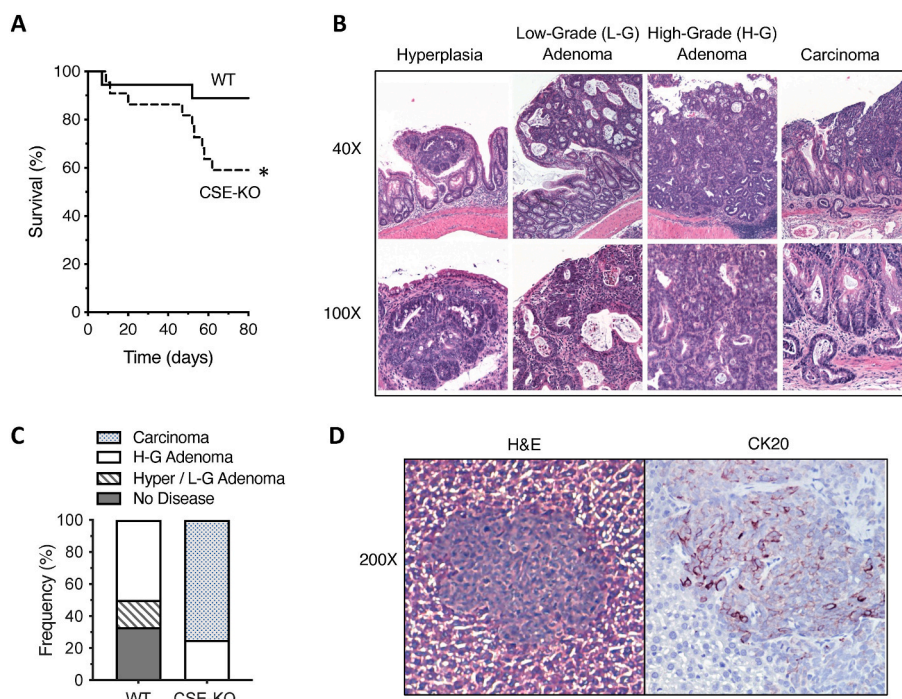 A
B
Hyperplasia
Low-Grade (L-G)
Adenoma
High-Grade (H-G)
Adenoma
Carcinoma
40X
100X
100
80
60
40
20
0
Survival (%)
WT
*
CSE-KO
0 20 40 60 80
Time (days)
C
Carcinoma
H-G Adenoma
Hyper / L-G Adenoma
No Disease
100
80
60
40
20
0
Frequency (%)
WT CSE-KO
D
H&E
CK20
200X